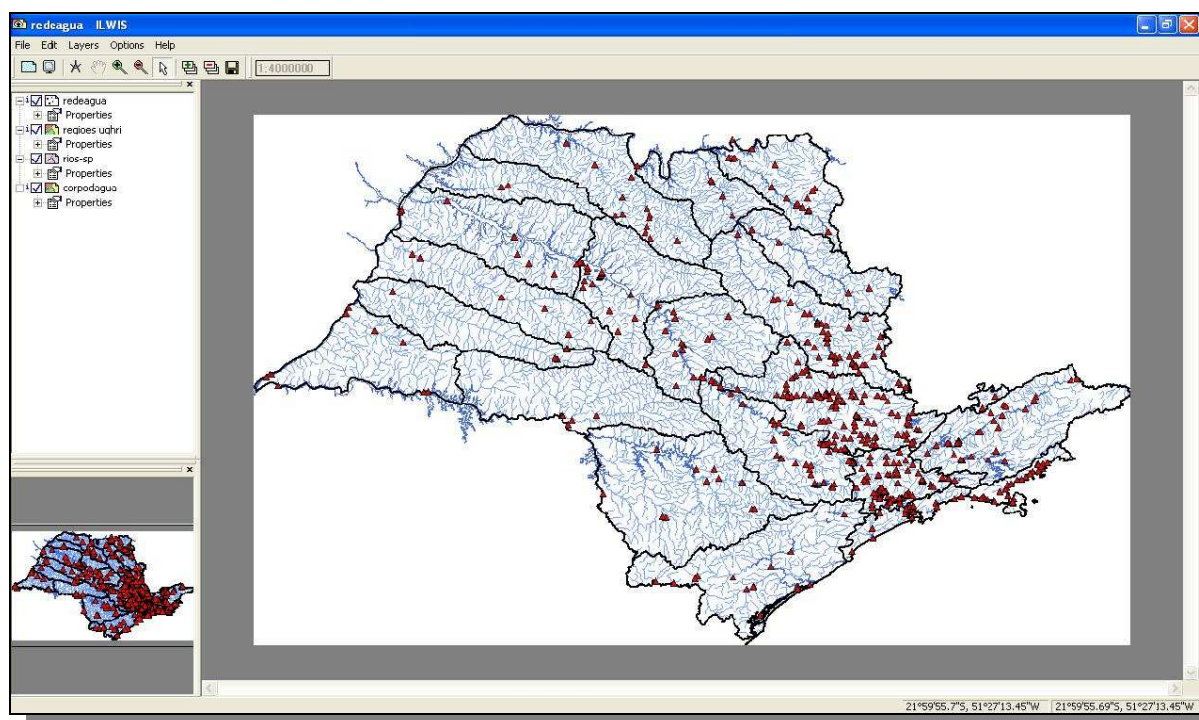 redeagua ILWIS
File Edit Layers Options Help
1:4000000
redeagua
Properties
regioes ughri
Properties
rios-sp
Properties
corpodagua
Properties
21°59'55.7"S, 51°27'13.45"W 21°59'55.69"S, 51°27'13.45"W